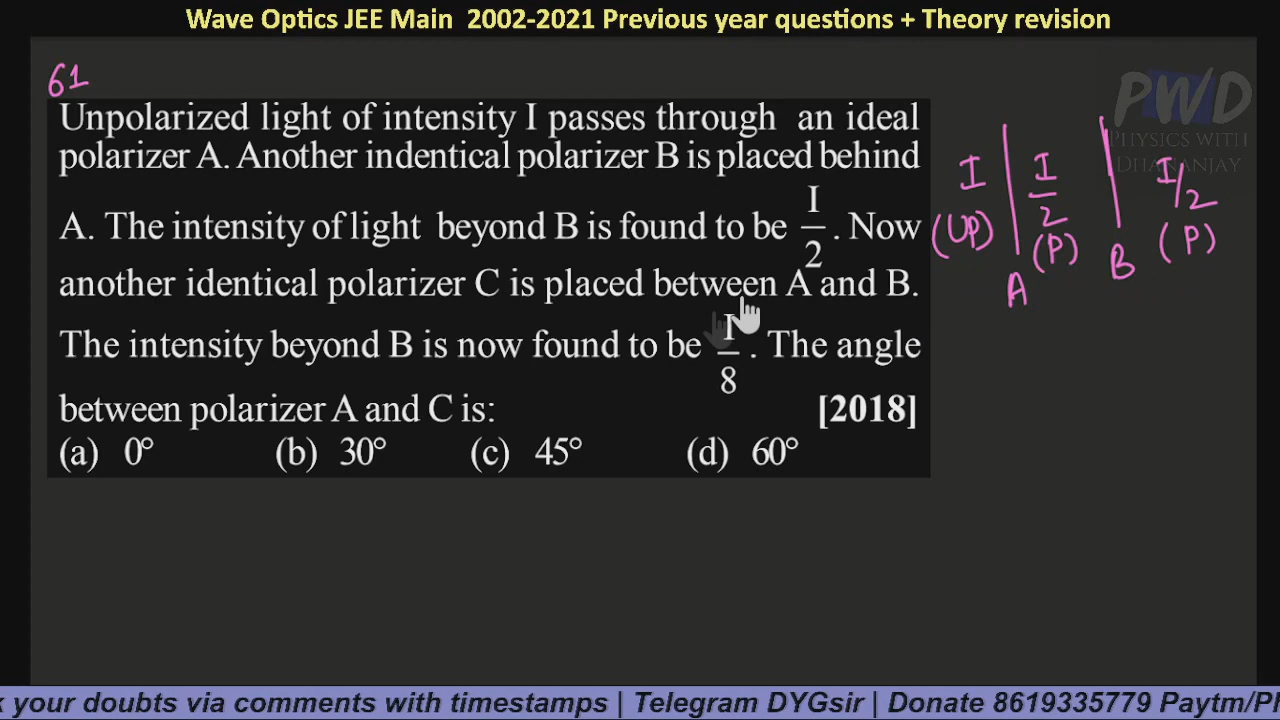 Wave Optics JEE Main 2002-2021 Previous year questions + Theory revision
61
Unpolarized light of intensity I passes through an ideal
polarizer A. Another indentical polarizer B is placed behind
A. The intensity of light beyond B is found to be I/2. Now
another identical polarizer C is placed between A and B.
The intensity beyond B is now found to be I/8. The angle
between polarizer A and C is: [2018]
(a) 0° (b) 30° (c) 45° (d) 60°
PWD
PHYSICS WITH
DHANANJAY
I I/2 I/2
(UP) (P) (P)
A B
your doubts via comments with timestamps | Telegram DYGsir | Donate 8619335779 Paytm/